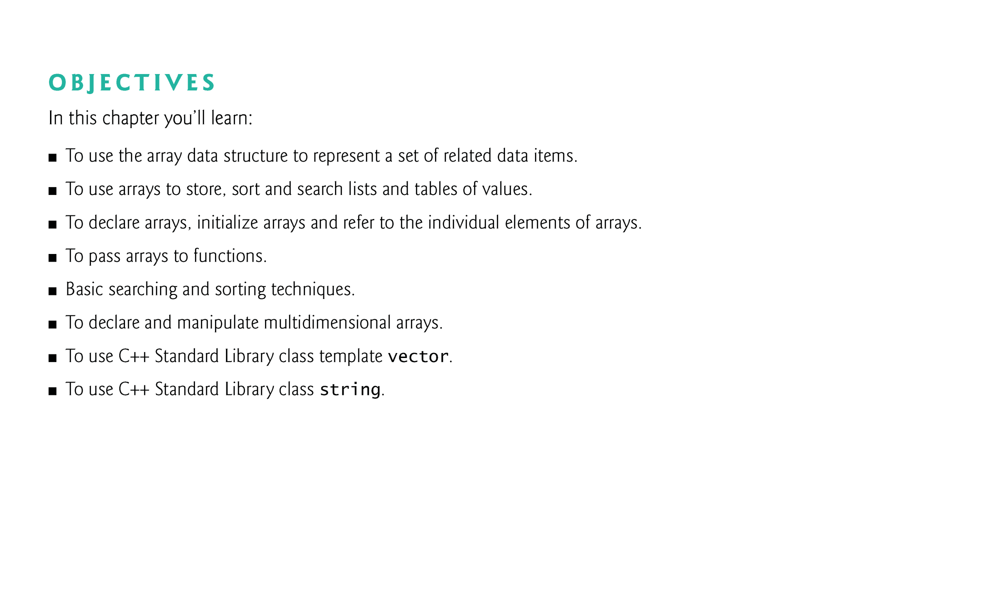 OBJECTIVES
In this chapter you’ll learn:
■ To use the array data structure to represent a set of related data items.
■ To use arrays to store, sort and search lists and tables of values.
■ To declare arrays, initialize arrays and refer to the individual elements of arrays.
■ To pass arrays to functions.
■ Basic searching and sorting techniques.
■ To declare and manipulate multidimensional arrays.
■ To use C++ Standard Library class template vector.
■ To use C++ Standard Library class string.